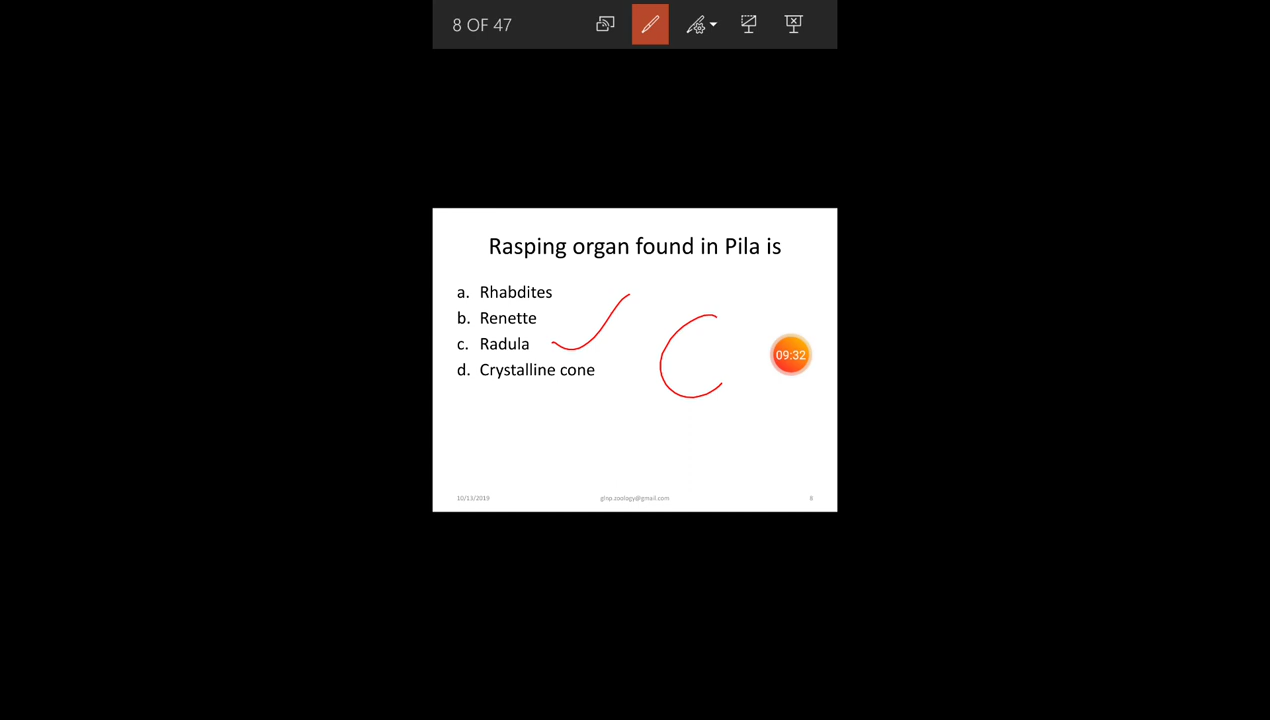 8 OF 47
Rasping organ found in Pila is
a. Rhabdites
b. Renette
c. Radula
d. Crystalline cone
C
09:32
10/13/2019 glnp.zoology@gmail.com 8